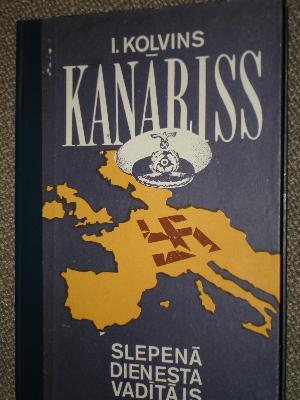 I. KOLVINS
KANĀRISS
SLEPENĀ
DIENESTA
VADĪTĀJS